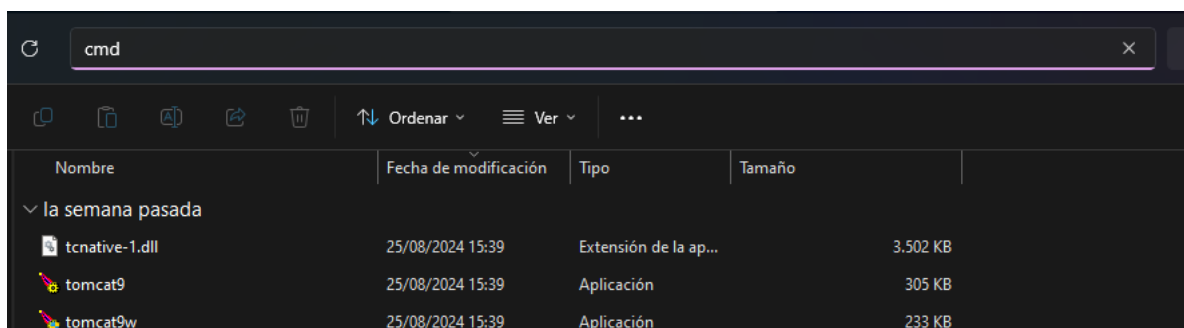 cmd
Ordenar Ver
Nombre Fecha de modificación Tipo Tamaño
la semana pasada
tcnative-1.dll 25/08/2024 15:39 Extensión de la ap... 3.502 KB
tomcat9 25/08/2024 15:39 Aplicación 305 KB
tomcat9w 25/08/2024 15:39 Aplicación 233 KB